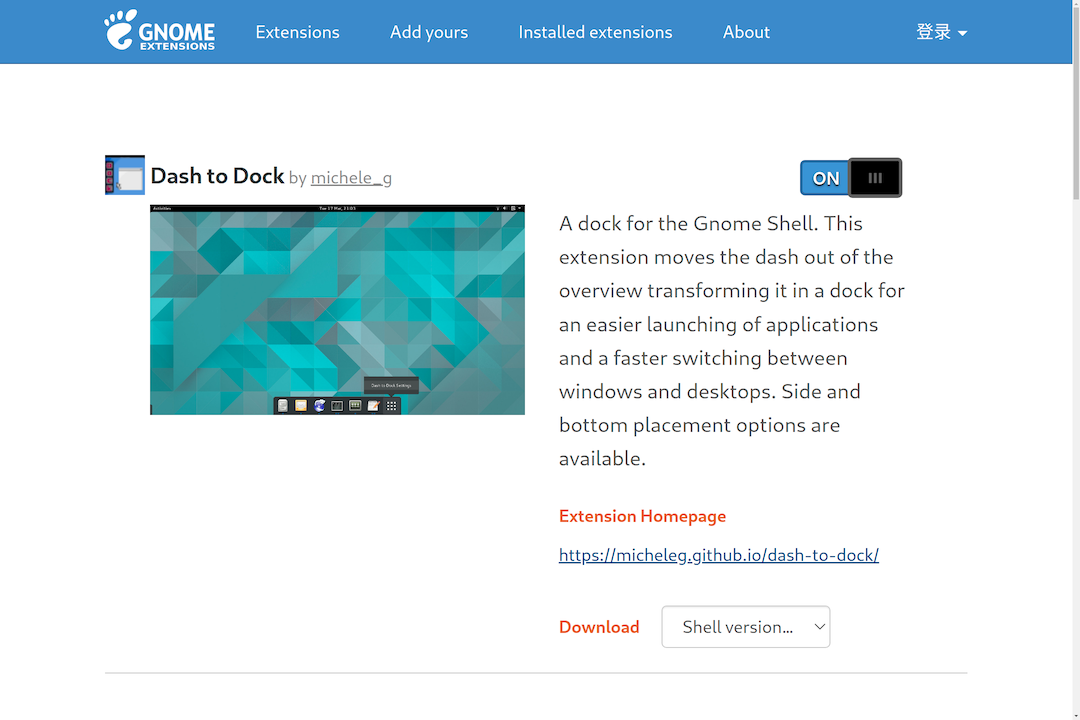 GNOME
EXTENSIONS
Extensions
Add yours
Installed extensions
About
登录
Dash to Dock by michele_g
ON
Activities
Tue 17 Mar, 21:05
Dash to Dock Settings
A dock for the Gnome Shell. This
extension moves the dash out of the
overview transforming it in a dock for
an easier launching of applications
and a faster switching between
windows and desktops. Side and
bottom placement options are
available.
Extension Homepage
https://micheleg.github.io/dash-to-dock/
Download
Shell version...